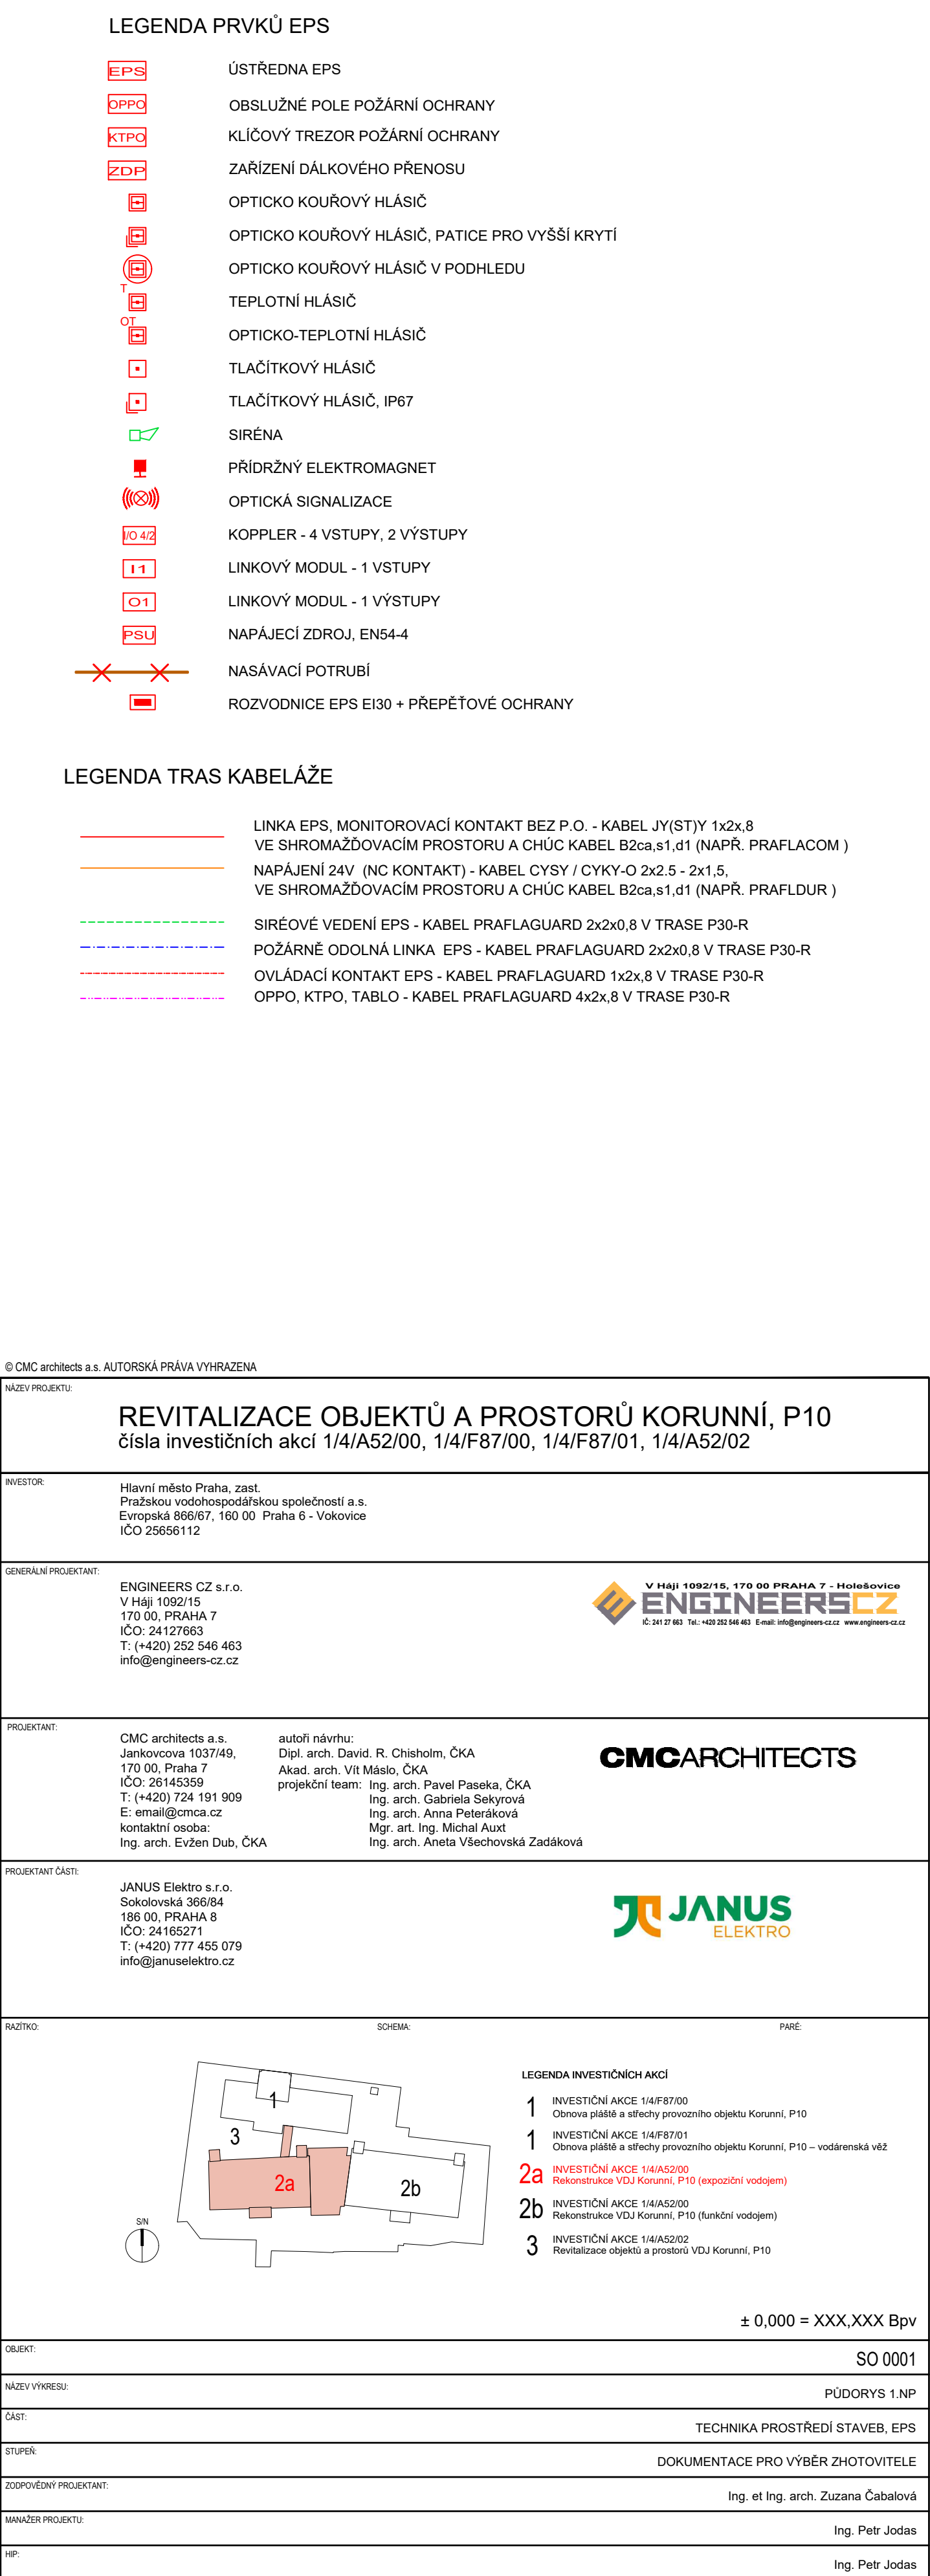 LEGENDA PRVKŮ EPS
EPS ÚSTŘEDNA EPS
OPPO OBSLUŽNÉ POLE POŽÁRNÍ OCHRANY
KTPO KLÍČOVÝ TREZOR POŽÁRNÍ OCHRANY
ZDP ZAŘÍZENÍ DÁLKOVÉHO PŘENOSU
OPTICKO KOUŘOVÝ HLÁSIČ
OPTICKO KOUŘOVÝ HLÁSIČ, PATICE PRO VYŠŠÍ KRYTÍ
OPTICKO KOUŘOVÝ HLÁSIČ V PODHLEDU
T TEPLOTNÍ HLÁSIČ
OT OPTICKO-TEPLOTNÍ HLÁSIČ
TLAČÍTKOVÝ HLÁSIČ
TLAČÍTKOVÝ HLÁSIČ, IP67
SIRÉNA
PŘÍDRŽNÝ ELEKTROMAGNET
OPTICKÁ SIGNALIZACE
I/O 4/2 KOPPLER - 4 VSTUPY, 2 VÝSTUPY
I1 LINKOVÝ MODUL - 1 VSTUPY
O1 LINKOVÝ MODUL - 1 VÝSTUPY
PSU NAPÁJECÍ ZDROJ, EN54-4
NASÁVACÍ POTRUBÍ
ROZVODNICE EPS EI30 + PŘEPĚŤOVÉ OCHRANY
LEGENDA TRAS KABELÁŽE
LINKA EPS, MONITOROVACÍ KONTAKT BEZ P.O. - KABEL JY(ST)Y 1x2x,8
VE SHROMAŽĎOVACÍM PROSTORU A CHÚC KABEL B2ca,s1,d1 (NAPŘ. PRAFLACOM )
NAPÁJENÍ 24V (NC KONTAKT) - KABEL CYSY / CYKY-O 2x2.5 - 2x1,5,
VE SHROMAŽĎOVACÍM PROSTORU A CHÚC KABEL B2ca,s1,d1 (NAPŘ. PRAFLDUR )
SIRÉOVÉ VEDENÍ EPS - KABEL PRAFLAGUARD 2x2x0,8 V TRASE P30-R
POŽÁRNĚ ODOLNÁ LINKA EPS - KABEL PRAFLAGUARD 2x2x0,8 V TRASE P30-R
OVLÁDACÍ KONTAKT EPS - KABEL PRAFLAGUARD 1x2x,8 V TRASE P30-R
OPPO, KTPO, TABLO - KABEL PRAFLAGUARD 4x2x,8 V TRASE P30-R
© CMC architects a.s. AUTORSKÁ PRÁVA VYHRAZENA
NÁZEV PROJEKTU:
REVITALIZACE OBJEKTŮ A PROSTORŮ KORUNNÍ, P10
čísla investičních akcí 1/4/A52/00, 1/4/F87/00, 1/4/F87/01, 1/4/A52/02
INVESTOR:
Hlavní město Praha, zast.
Pražskou vodohospodářskou společností a.s.
Evropská 866/67, 160 00 Praha 6 - Vokovice
IČO 25656112
GENERÁLNÍ PROJEKTANT:
ENGINEERS CZ s.r.o.
V Háji 1092/15
170 00, PRAHA 7
IČO: 24127663
T: (+420) 252 546 463
info@engineers-cz.cz
V Háji 1092/15, 170 00 PRAHA 7 - Holešovice
ENGINEERSCZ
IČ: 241 27 663 Tel.: +420 252 546 463 E-mail: info@engineers-cz.cz www.engineers-cz.cz
PROJEKTANT:
CMC architects a.s.
Jankovcova 1037/49,
170 00, Praha 7
IČO: 26145359
T: (+420) 724 191 909
E: email@cmca.cz
kontaktní osoba:
Ing. arch. Evžen Dub, ČKA
autoři návrhu:
Dipl. arch. David. R. Chisholm, ČKA
Akad. arch. Vít Máslo, ČKA
projekční team: Ing. arch. Pavel Paseka, ČKA
Ing. arch. Gabriela Sekyrová
Ing. arch. Anna Peteráková
Mgr. art. Ing. Michal Auxt
Ing. arch. Aneta Všechovská Zadáková
CMCARCHITECTS
PROJEKTANT ČÁSTI:
JANUS Elektro s.r.o.
Sokolovská 366/84
186 00, PRAHA 8
IČO: 24165271
T: (+420) 777 455 079
info@januselektro.cz
JANUS
ELEKTRO
RAZÍTKO:
SCHEMA:
PARÉ:
1
3
2a
2b
S/N
LEGENDA INVESTIČNÍCH AKCÍ
1 INVESTIČNÍ AKCE 1/4/F87/00
Obnova pláště a střechy provozního objektu Korunní, P10
1 INVESTIČNÍ AKCE 1/4/F87/01
Obnova pláště a střechy provozního objektu Korunní, P10 – vodárenská věž
2a INVESTIČNÍ AKCE 1/4/A52/00
Rekonstrukce VDJ Korunní, P10 (expoziční vodojem)
2b INVESTIČNÍ AKCE 1/4/A52/00
Rekonstrukce VDJ Korunní, P10 (funkční vodojem)
3 INVESTIČNÍ AKCE 1/4/A52/02
Revitalizace objektů a prostorů VDJ Korunní, P10
± 0,000 = XXX,XXX Bpv
OBJEKT:
SO 0001
NÁZEV VÝKRESU:
PŮDORYS 1.NP
ČÁST:
TECHNIKA PROSTŘEDÍ STAVEB, EPS
STUPEŇ:
DOKUMENTACE PRO VÝBĚR ZHOTOVITELE
ZODPOVĚDNÝ PROJEKTANT:
Ing. et Ing. arch. Zuzana Čabalová
MANAŽER PROJEKTU:
Ing. Petr Jodas
HIP:
Ing. Petr Jodas